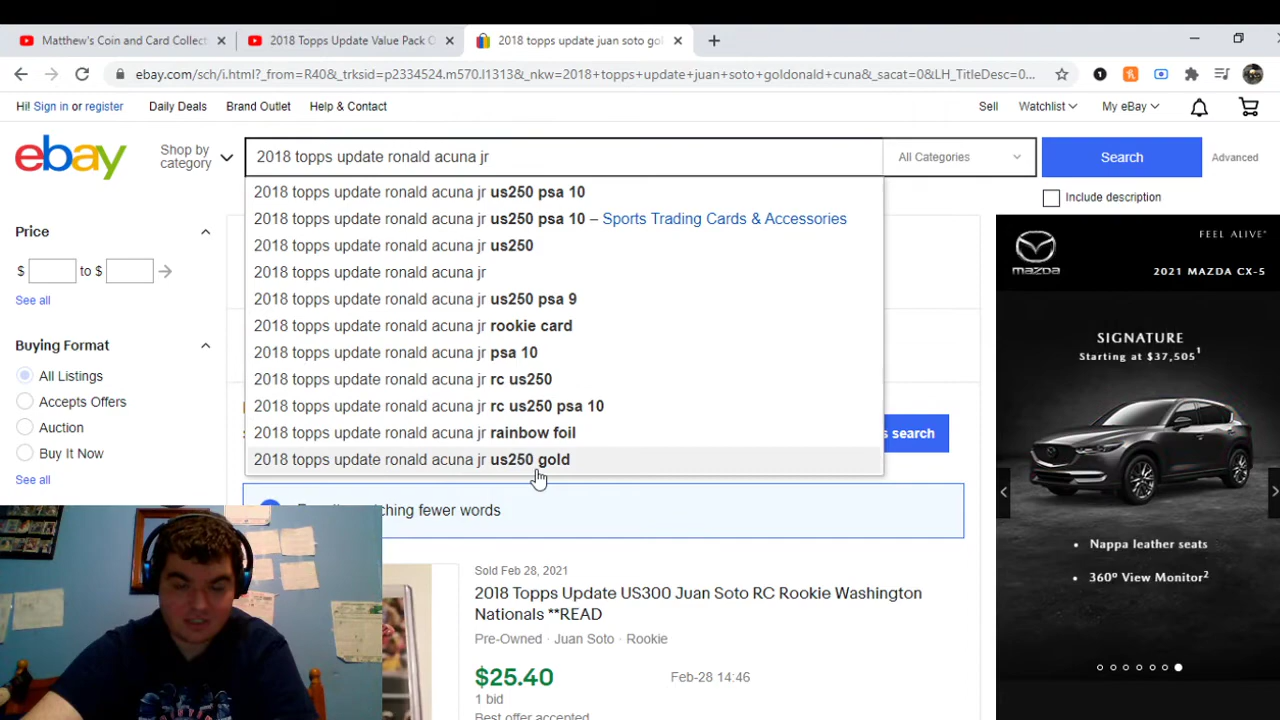 Matthew's Coin and Card Collect
2018 Topps Update Value Pack O
2018 topps update juan soto gol
ebay.com/sch/i.html?_from=R40&_trksid=p2334524.m570.l1313&_nkw=2018+topps+update+juan+soto+goldonald+cuna&_sacat=0&LH_TitleDesc=0...
Hi! Sign in or register
Daily Deals
Brand Outlet
Help & Contact
Sell
Watchlist
My eBay
ebay
Shop by
category
2018 topps update ronald acuna jr
All Categories
Search
Advanced
Include description
2018 topps update ronald acuna jr us250 psa 10
2018 topps update ronald acuna jr us250 psa 10 – Sports Trading Cards & Accessories
2018 topps update ronald acuna jr us250
2018 topps update ronald acuna jr
2018 topps update ronald acuna jr us250 psa 9
2018 topps update ronald acuna jr rookie card
2018 topps update ronald acuna jr psa 10
2018 topps update ronald acuna jr rc us250
2018 topps update ronald acuna jr rc us250 psa 10
2018 topps update ronald acuna jr rainbow foil
2018 topps update ronald acuna jr us250 gold
Price
$ to $
See all
Buying Format
All Listings
Accepts Offers
Auction
Buy It Now
See all
s search
ching fewer words
Sold Feb 28, 2021
2018 Topps Update US300 Juan Soto RC Rookie Washington
Nationals **READ
Pre-Owned · Juan Soto · Rookie
$25.40
Feb-28 14:46
1 bid
Best offer accepted
FEEL ALIVE
mazda
2021 MAZDA CX-5
SIGNATURE
Starting at $37,505¹
• Nappa leather seats
• 360º View Monitor²